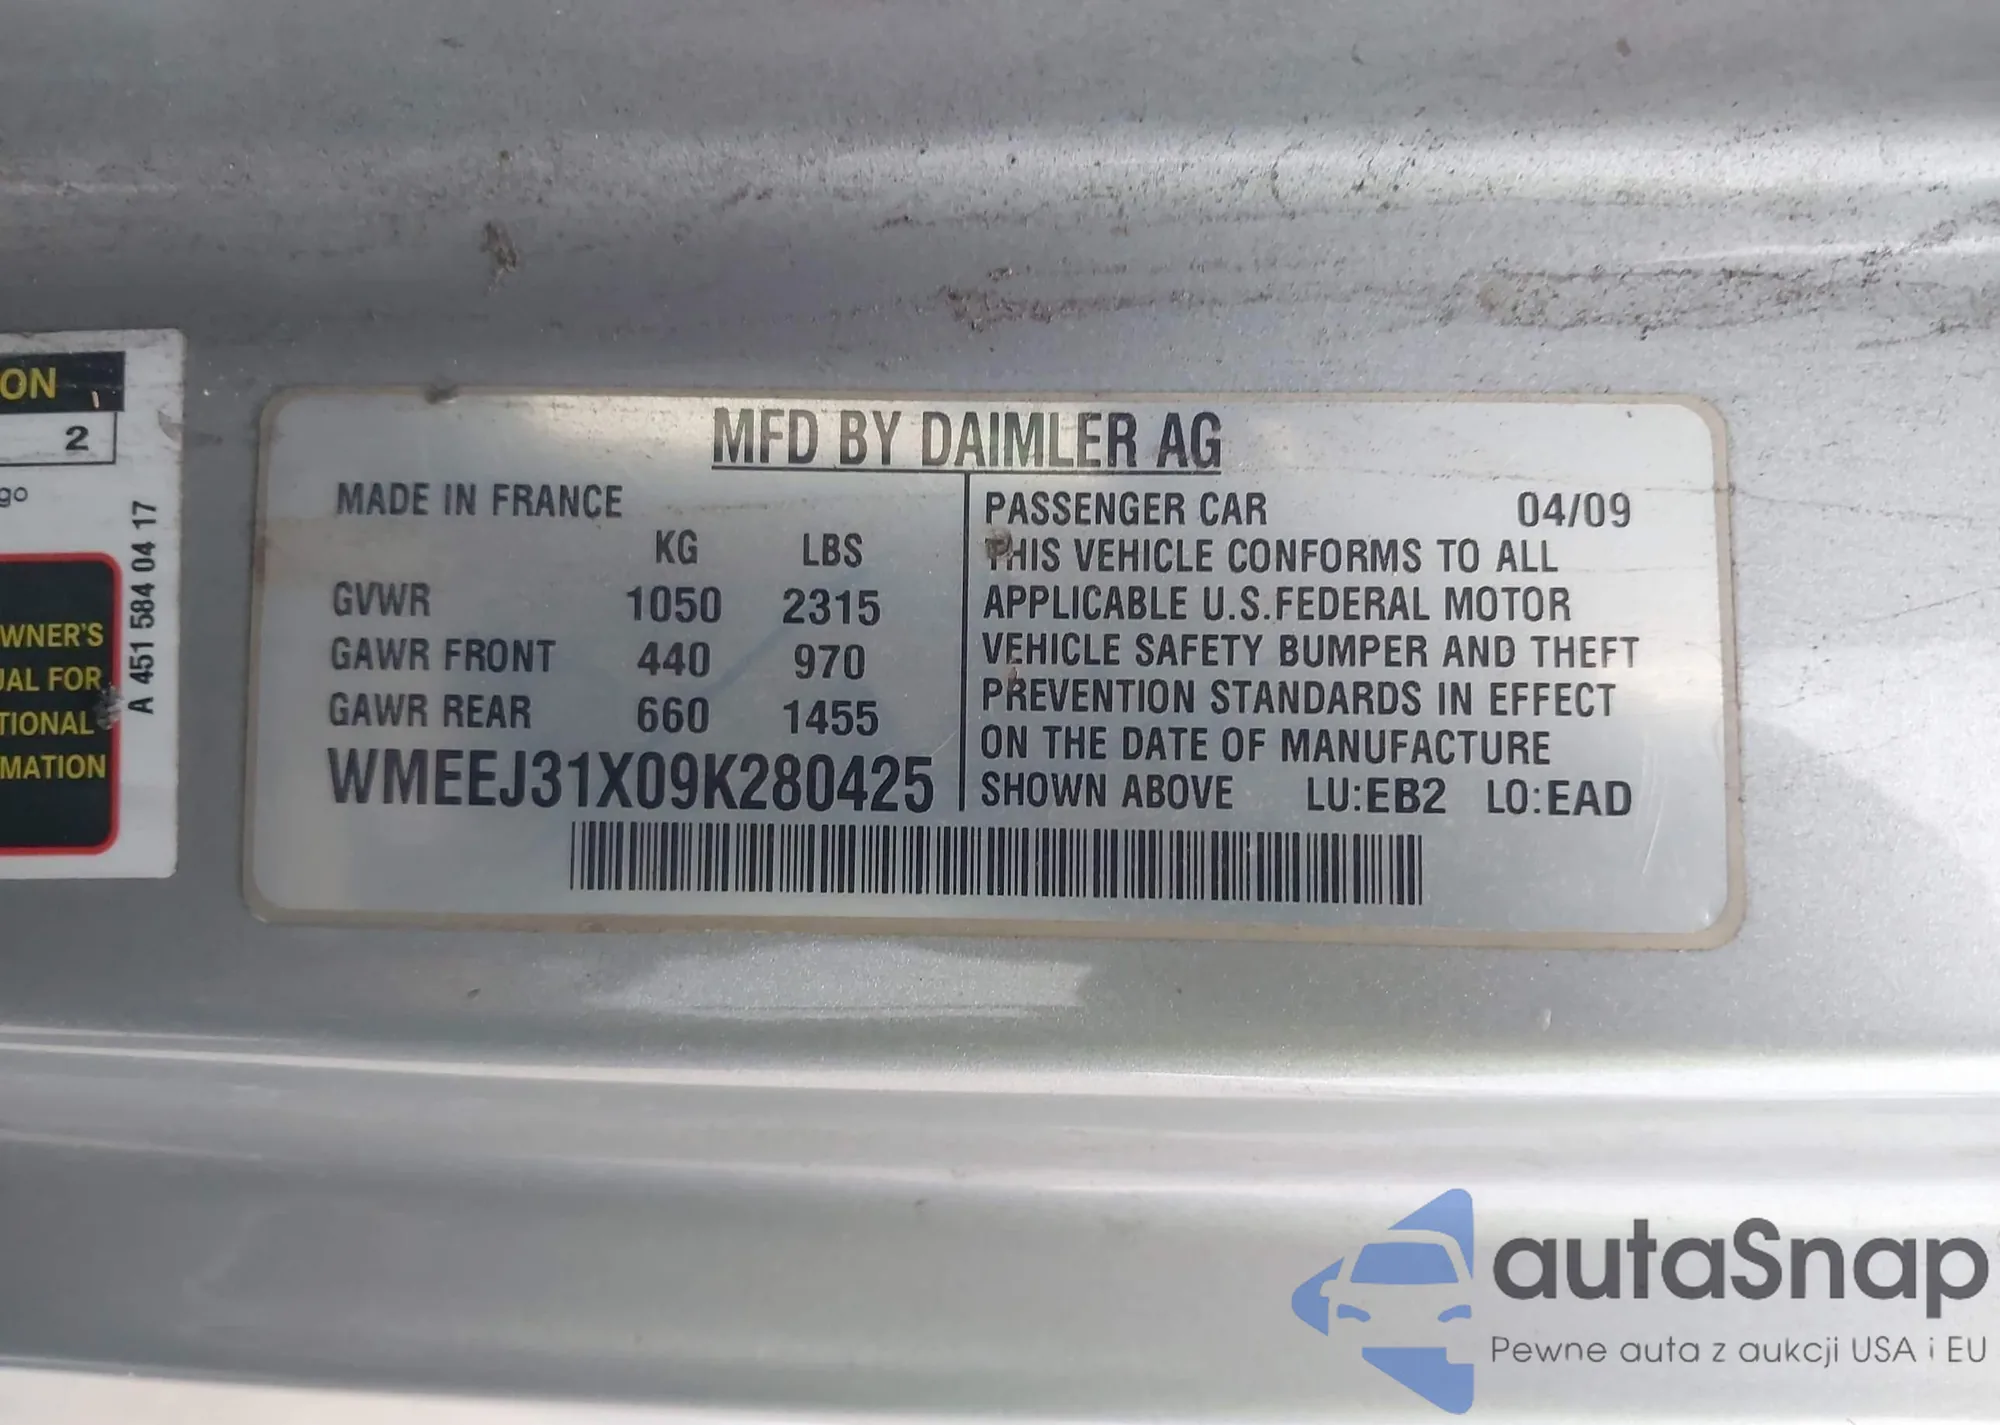 ON
2
go
A 451 584 04 17
WNER'S
UAL FOR
TIONAL
MATION
MFD BY DAIMLER AG
MADE IN FRANCE
KG LBS
GVWR 1050 2315
GAWR FRONT 440 970
GAWR REAR 660 1455
WMEEJ31X09K280425
PASSENGER CAR 04/09
THIS VEHICLE CONFORMS TO ALL
APPLICABLE U.S.FEDERAL MOTOR
VEHICLE SAFETY BUMPER AND THEFT
PREVENTION STANDARDS IN EFFECT
ON THE DATE OF MANUFACTURE
SHOWN ABOVE LU:EB2 LO:EAD
autaSnap
Pewne auta z aukcji USA i EU